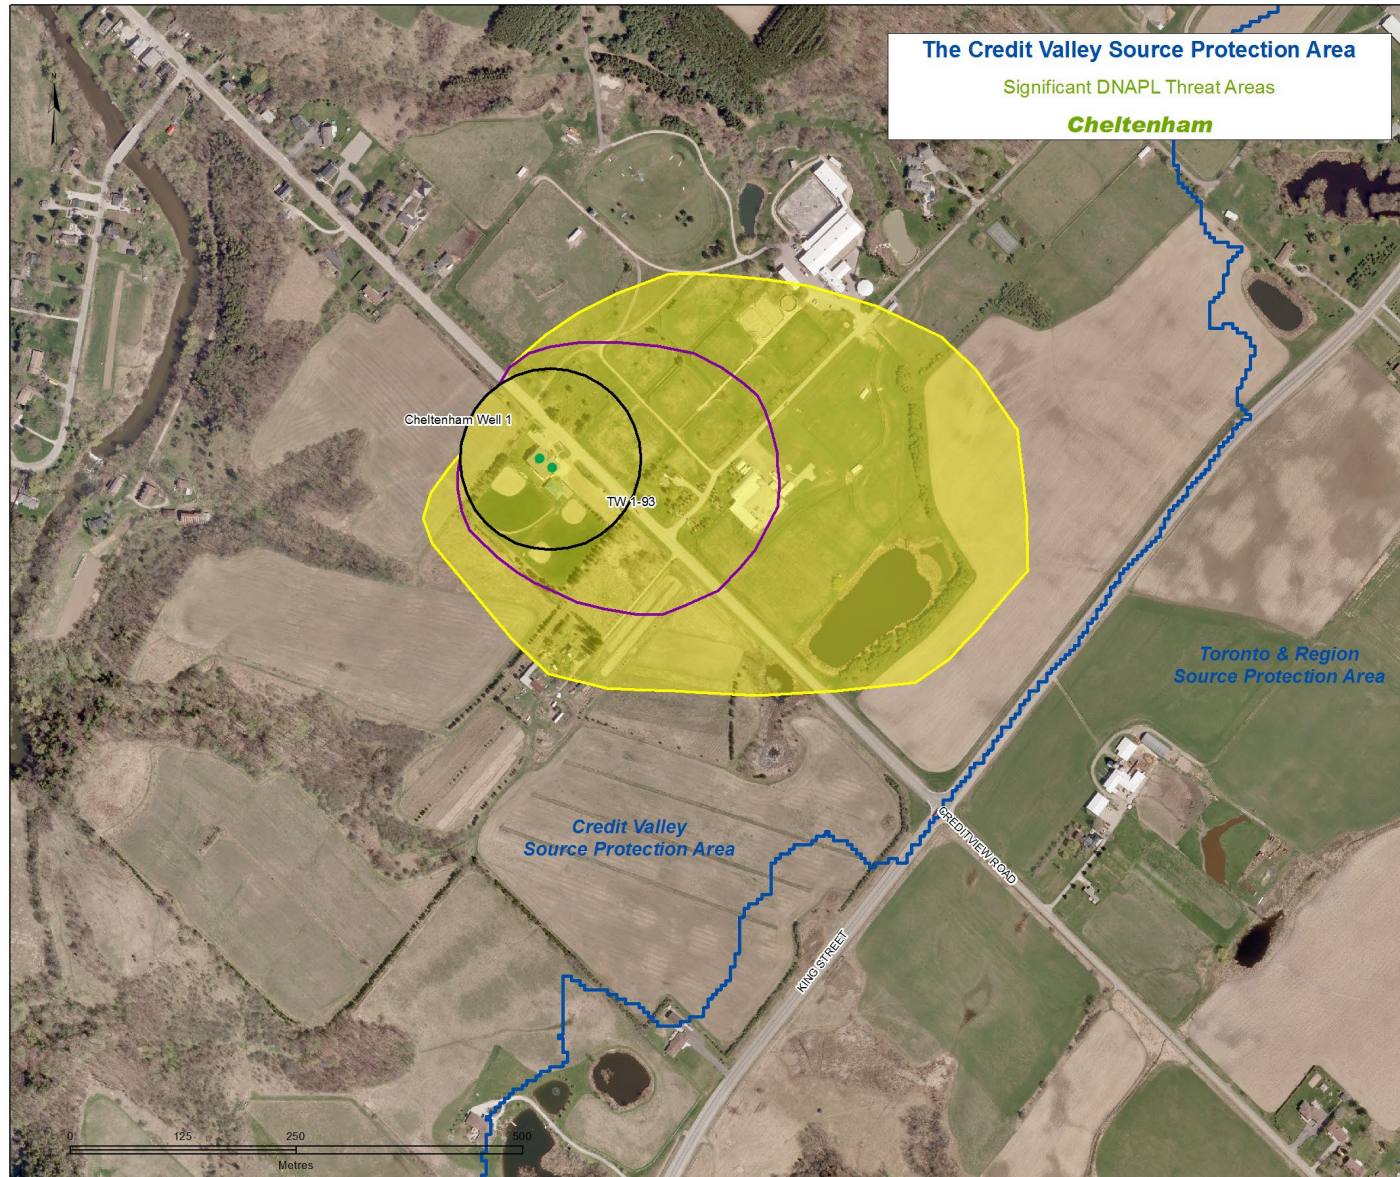 The Credit Valley Source Protection Area
Significant DNAPL Threat Areas
Cheltenham
N
Cheltenham Well 1
TW 1-93
Toronto & Region
Source Protection Area
Credit Valley
Source Protection Area
CREDITVIEW ROAD
KING STREET
0 125 250 500
Metres